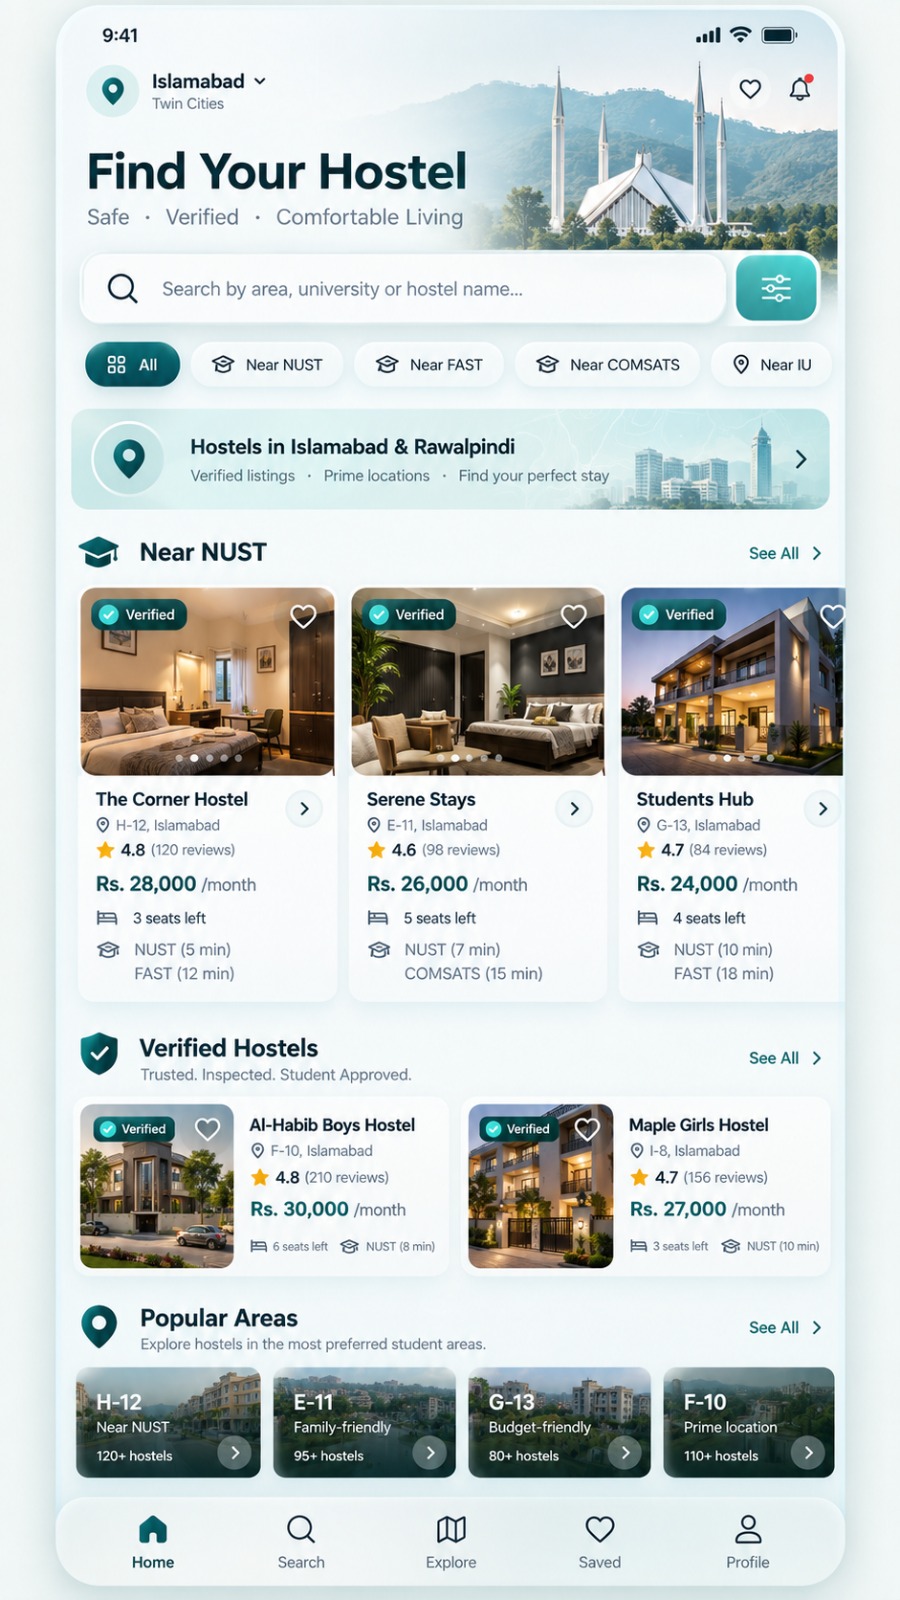 9:41
Islamabad
Twin Cities
Find Your Hostel
Safe · Verified · Comfortable Living
Search by area, university or hostel name...
All
Near NUST
Near FAST
Near COMSATS
Near IU
Hostels in Islamabad & Rawalpindi
Verified listings · Prime locations · Find your perfect stay
Near NUST
See All
Verified
The Corner Hostel
H-12, Islamabad
4.8 (120 reviews)
Rs. 28,000 /month
3 seats left
NUST (5 min)
FAST (12 min)
Verified
Serene Stays
E-11, Islamabad
4.6 (98 reviews)
Rs. 26,000 /month
5 seats left
NUST (7 min)
COMSATS (15 min)
Verified
Students Hub
G-13, Islamabad
4.7 (84 reviews)
Rs. 24,000 /month
4 seats left
NUST (10 min)
FAST (18 min)
Verified Hostels
Trusted. Inspected. Student Approved.
See All
Verified
Al-Habib Boys Hostel
F-10, Islamabad
4.8 (210 reviews)
Rs. 30,000 /month
6 seats left
NUST (8 min)
Verified
Maple Girls Hostel
I-8, Islamabad
4.7 (156 reviews)
Rs. 27,000 /month
3 seats left
NUST (10 min)
Popular Areas
Explore hostels in the most preferred student areas.
See All
H-12
Near NUST
120+ hostels
E-11
Family-friendly
95+ hostels
G-13
Budget-friendly
80+ hostels
F-10
Prime location
110+ hostels
Home
Search
Explore
Saved
Profile